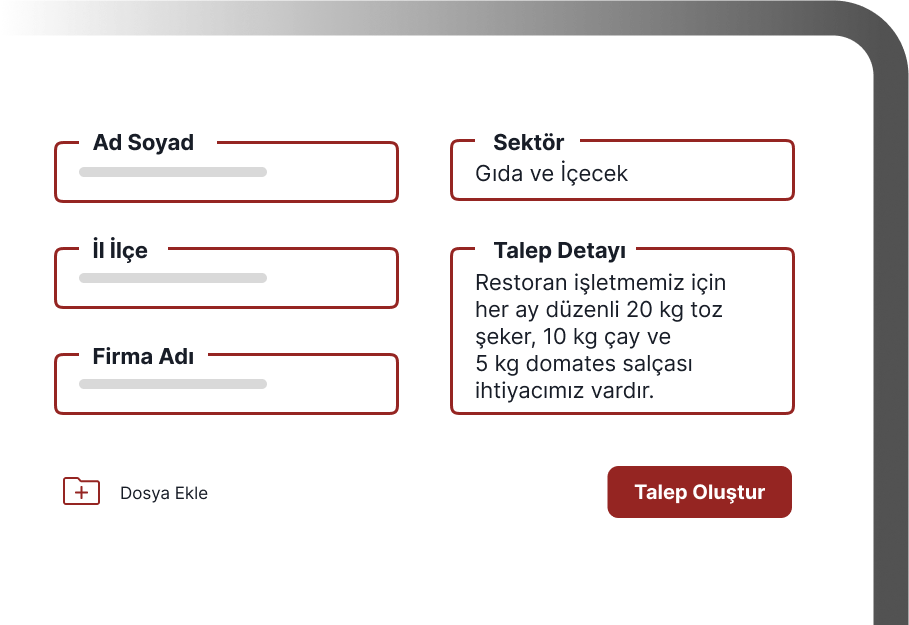 Ad Soyad
Sektör
Gıda ve İçecek
İl İlçe
Talep Detayı
Restoran işletmemiz için
her ay düzenli 20 kg toz
şeker, 10 kg çay ve
5 kg domates salçası
ihtiyacımız vardır.
Firma Adı
Dosya Ekle
Talep Oluştur